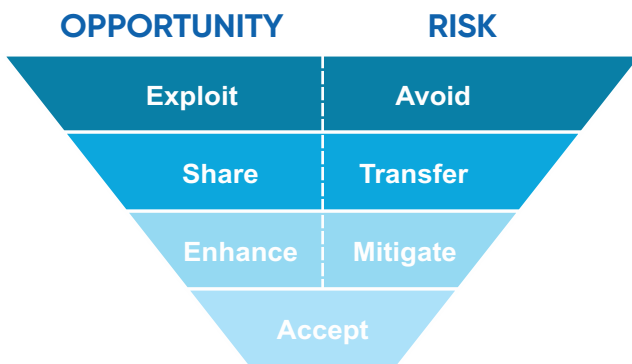 OPPORTUNITY RISK
Exploit Avoid
Share Transfer
Enhance Mitigate
Accept